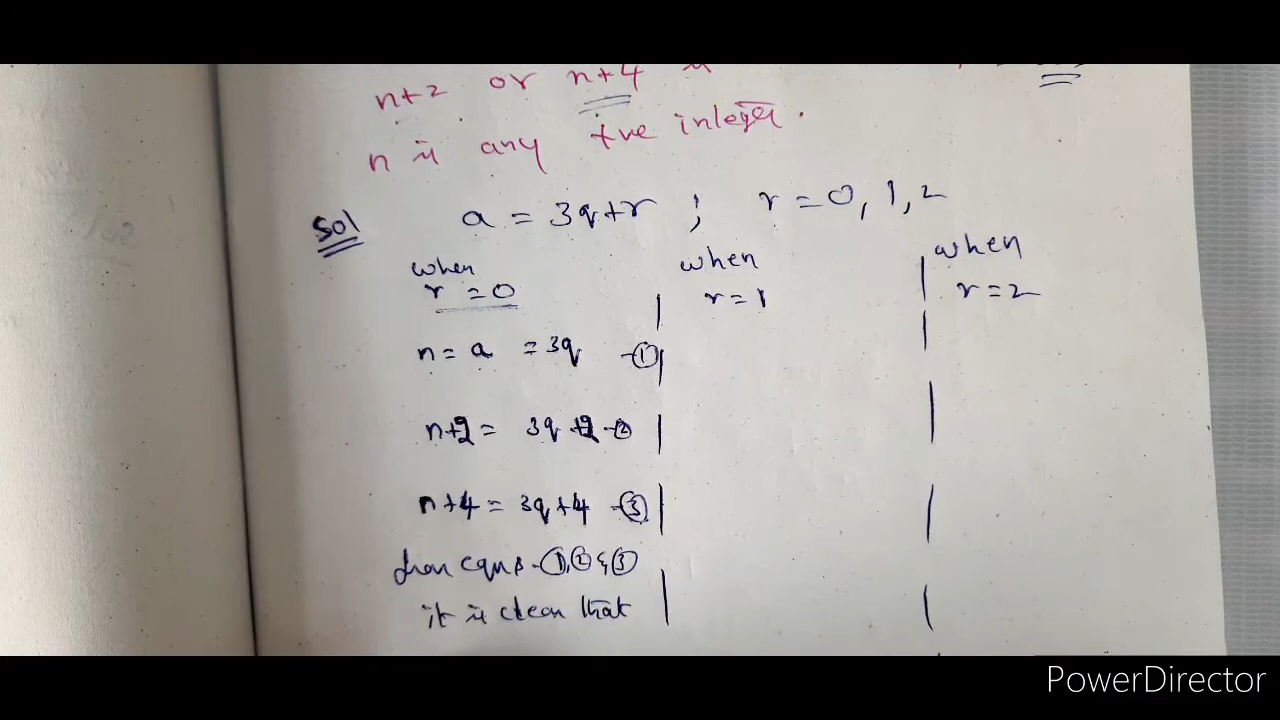 n+2 or n+4 is
n is any +ve integer.
Sol a = 3q+r ; r = 0, 1, 2
when
r = 0
n = a = 3q -①
n+2 = 3q+2 -②
n+4 = 3q+4 -③
from eqns-①,② & ③
it is clear that
when
r = 1
when
r = 2
PowerDirector